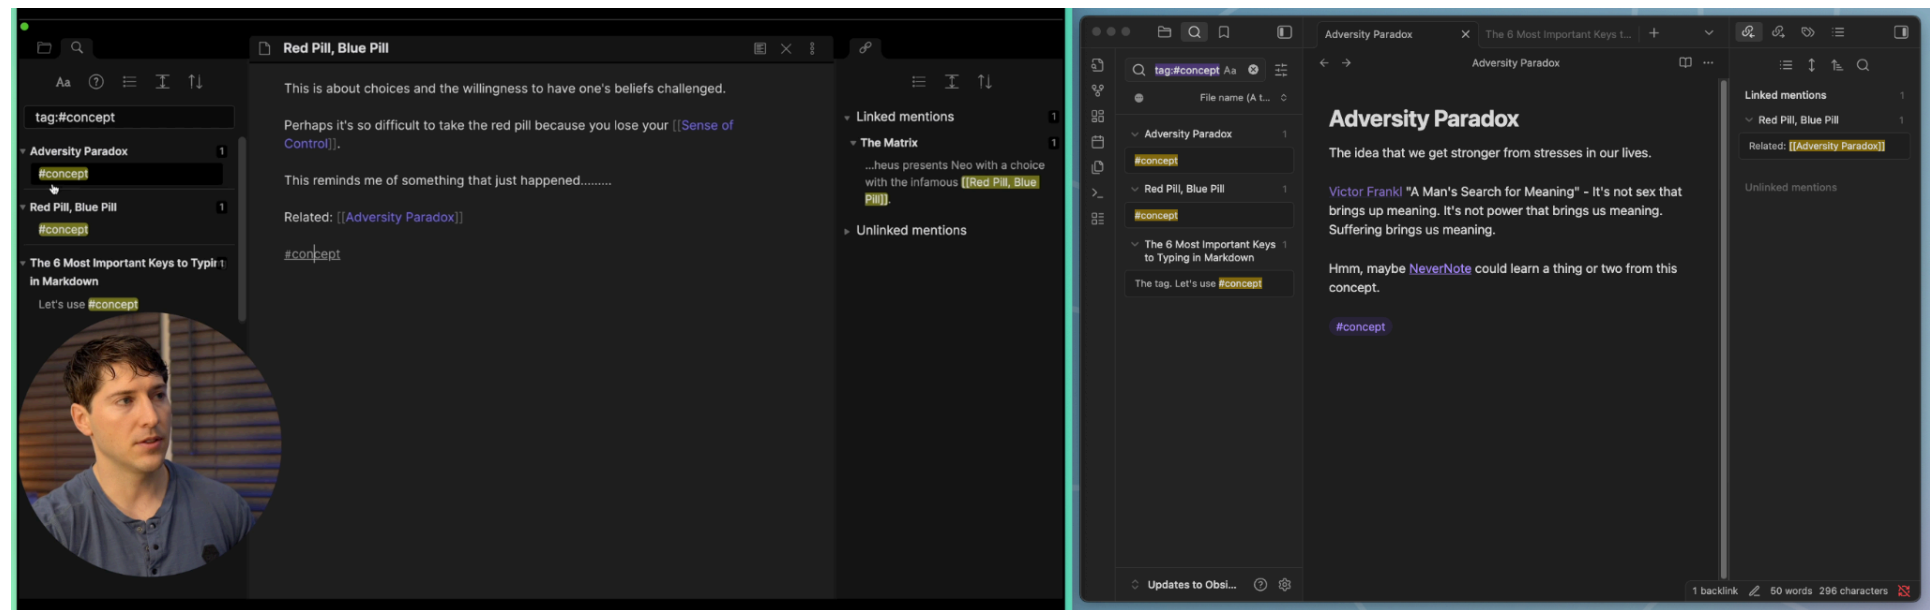 Red Pill, Blue Pill
Aa
tag:#concept
Adversity Paradox 1
#concept
Red Pill, Blue Pill 1
#concept
The 6 Most Important Keys to Typin 1
in Markdown
Let's use #concept
This is about choices and the willingness to have one's beliefs challenged.
Perhaps it's so difficult to take the red pill because you lose your [[Sense of
Control]].
This reminds me of something that just happened.........
Related: [[Adversity Paradox]]
#concept
Linked mentions 1
The Matrix 1
...heus presents Neo with a choice
with the infamous [[Red Pill, Blue
Pill]].
Unlinked mentions
Adversity Paradox
The 6 Most Important Keys t...
tag:#concept Aa
File name (A t...
Adversity Paradox 1
#concept
Red Pill, Blue Pill 1
#concept
The 6 Most Important Keys 1
to Typing in Markdown
The tag. Let's use #concept
Updates to Obsi...
Adversity Paradox
Adversity Paradox
The idea that we get stronger from stresses in our lives.
Victor Frankl "A Man's Search for Meaning" - It's not sex that
brings up meaning. It's not power that brings us meaning.
Suffering brings us meaning.
Hmm, maybe NeverNote could learn a thing or two from this
concept.
#concept
Linked mentions 1
Red Pill, Blue Pill 1
Related: [[Adversity Paradox]]
Unlinked mentions
1 backlink 50 words 296 characters